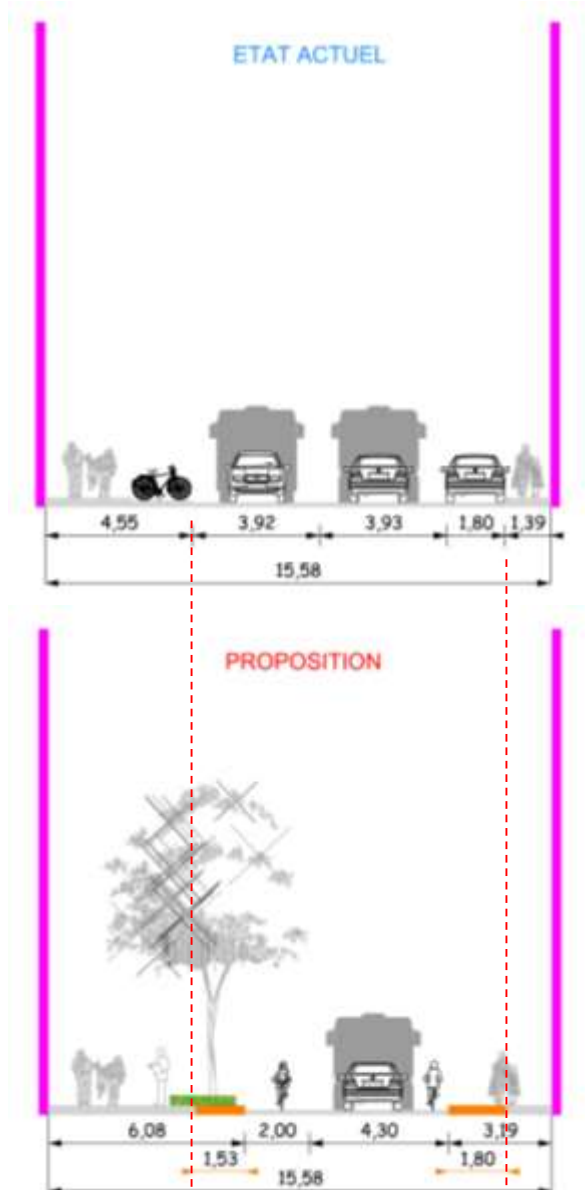 ETAT ACTUEL
4,55 3,92 3,93 1,80 1,39
15,58
PROPOSITION
6,08 2,00 4,30 3,19
1,53 1,80
15,58